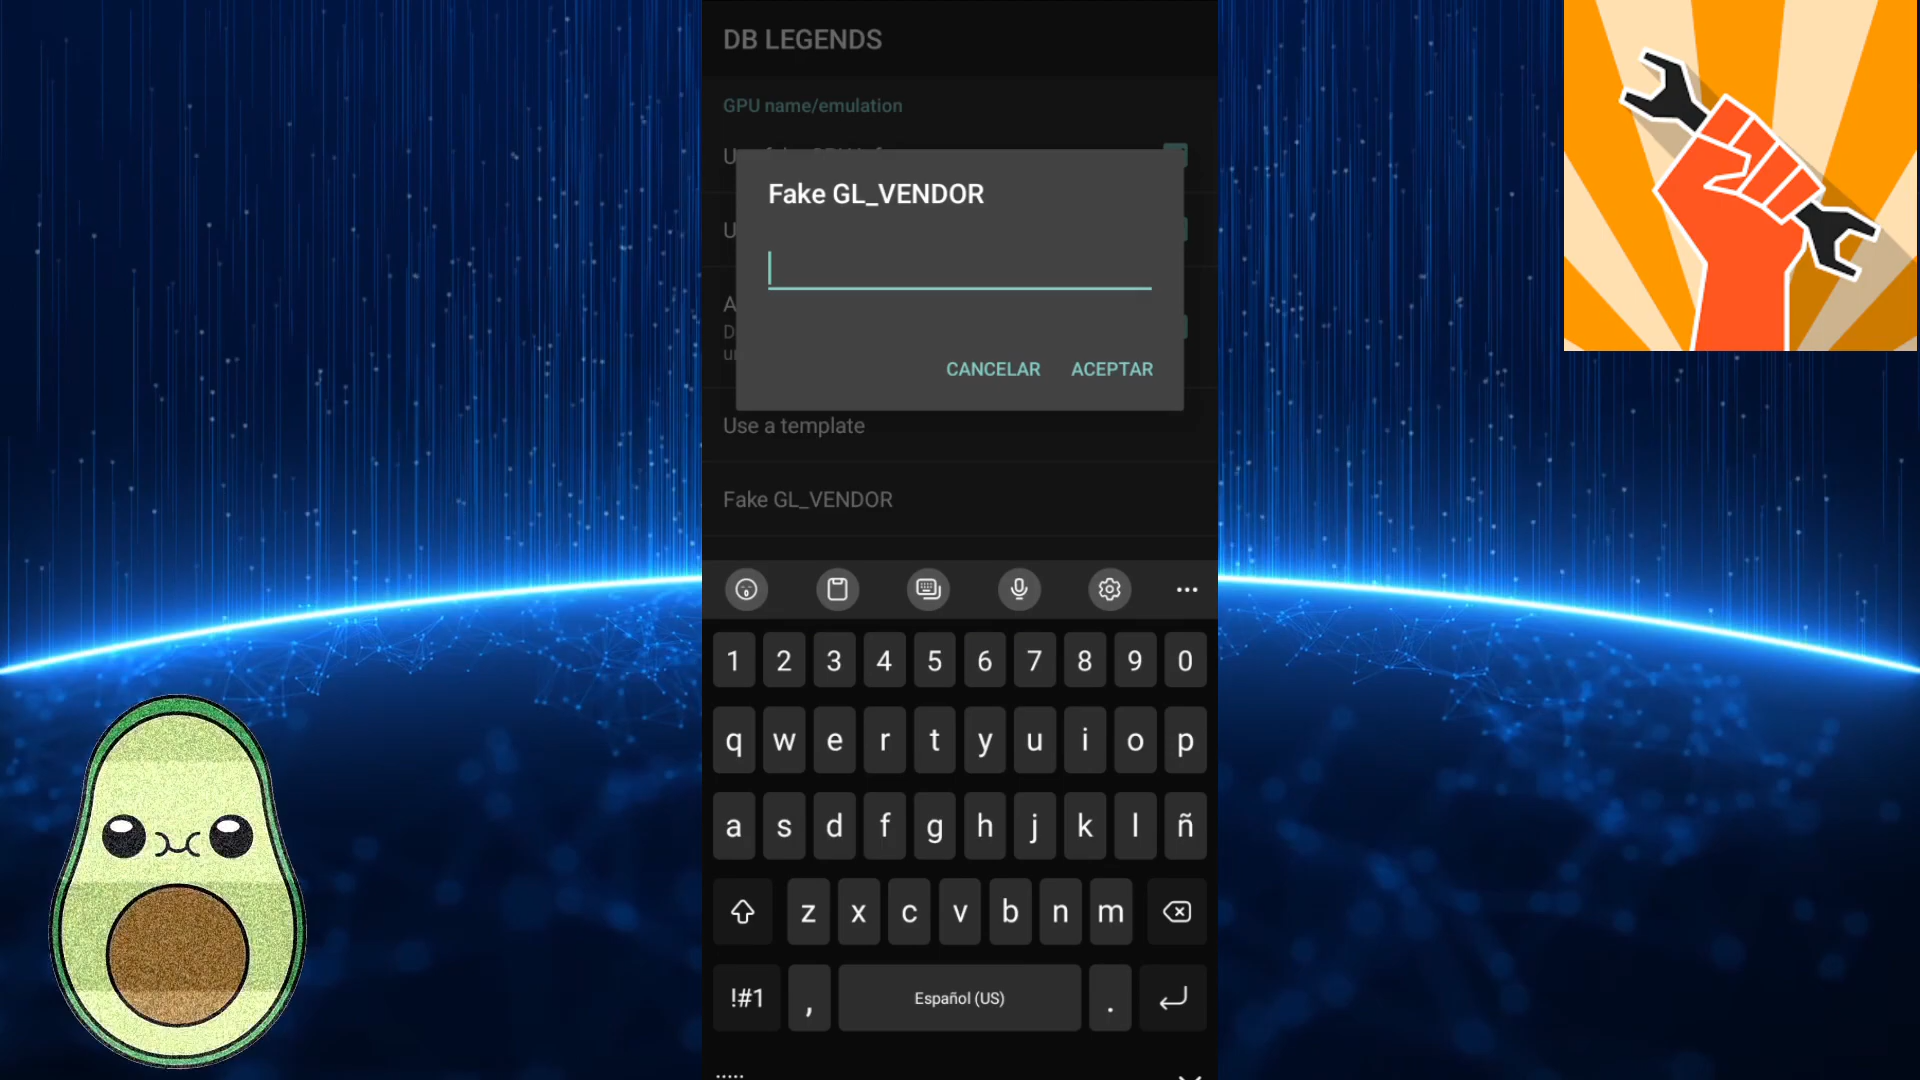 DB LEGENDS
GPU name/emulation
U
Fake GL_VENDOR
U
A
D
CANCELAR ACEPTAR
Use a template
Fake GL_VENDOR
1 2 3 4 5 6 7 8 9 0
q w e r t y u i o p
a s d f g h j k l ñ
z x c v b n m
!#1 , Español (US) .